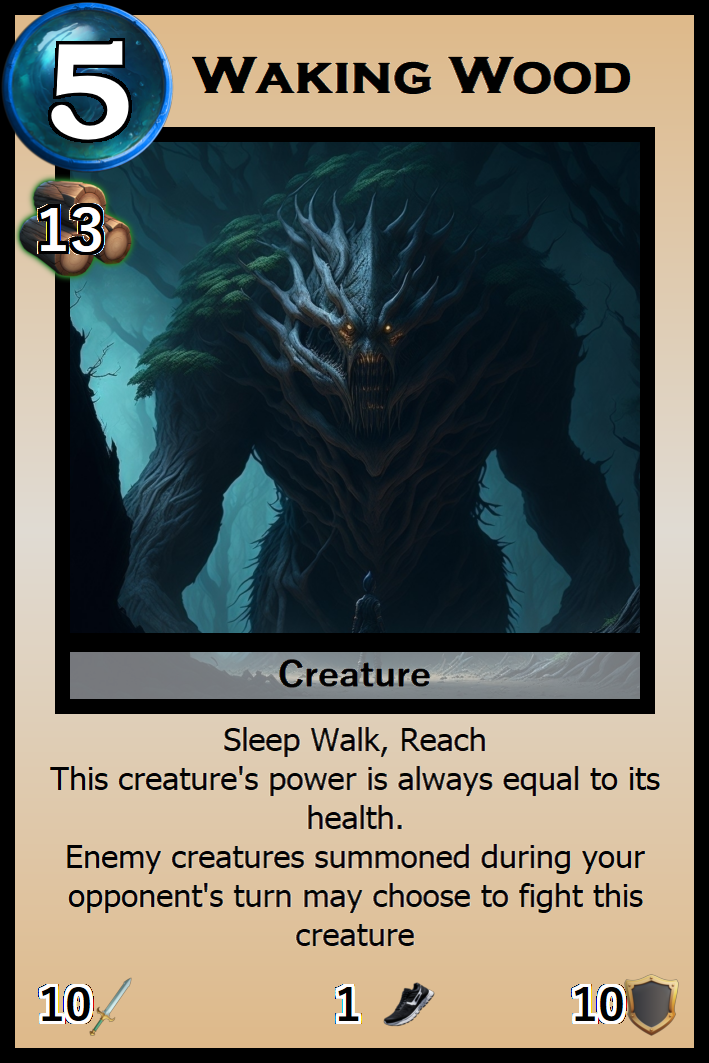 5
Waking Wood
13
Creature
Sleep Walk, Reach
This creature's power is always equal to its
health.
Enemy creatures summoned during your
opponent's turn may choose to fight this
creature
10 1 10